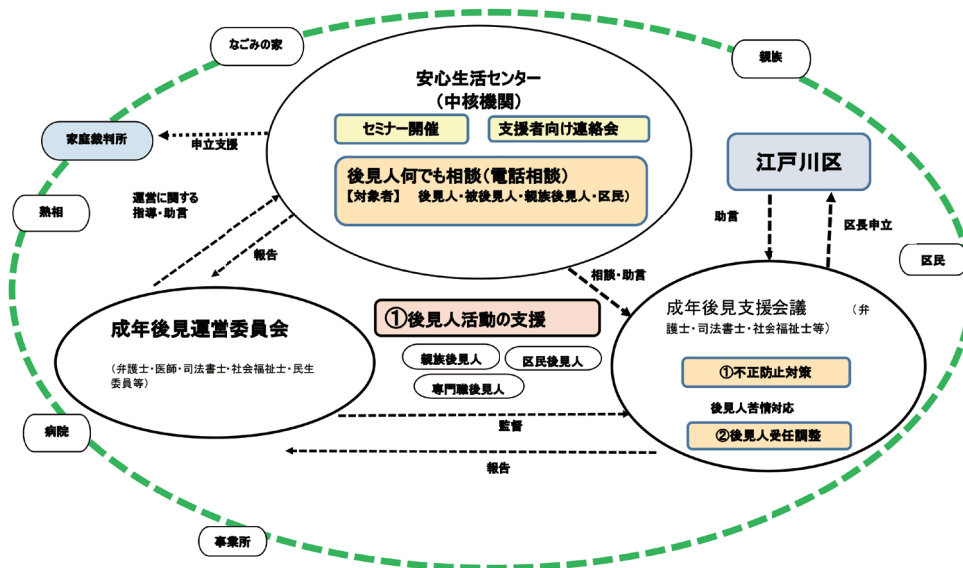 なごみの家
親族
安心生活センター
(中核機関)
セミナー開催
支援者向け連絡会
家庭裁判所
申立支援
後見人何でも相談(電話相談)
【対象者】　後見人・被後見人・親族後見人・区民)
江戸川区
運営に関する
指導・助言
熟相
助言
区長申立
報告
区民
相談・助言
成年後見運営委員会
(弁護士・医師・司法書士・社会福祉士・民生
委員等)
①後見人活動の支援
親族後見人
区民後見人
専門職後見人
成年後見支援会議　(弁
護士・司法書士・社会福祉士等)
①不正防止対策
後見人苦情対応
②後見人受任調整
監督
病院
報告
事業所